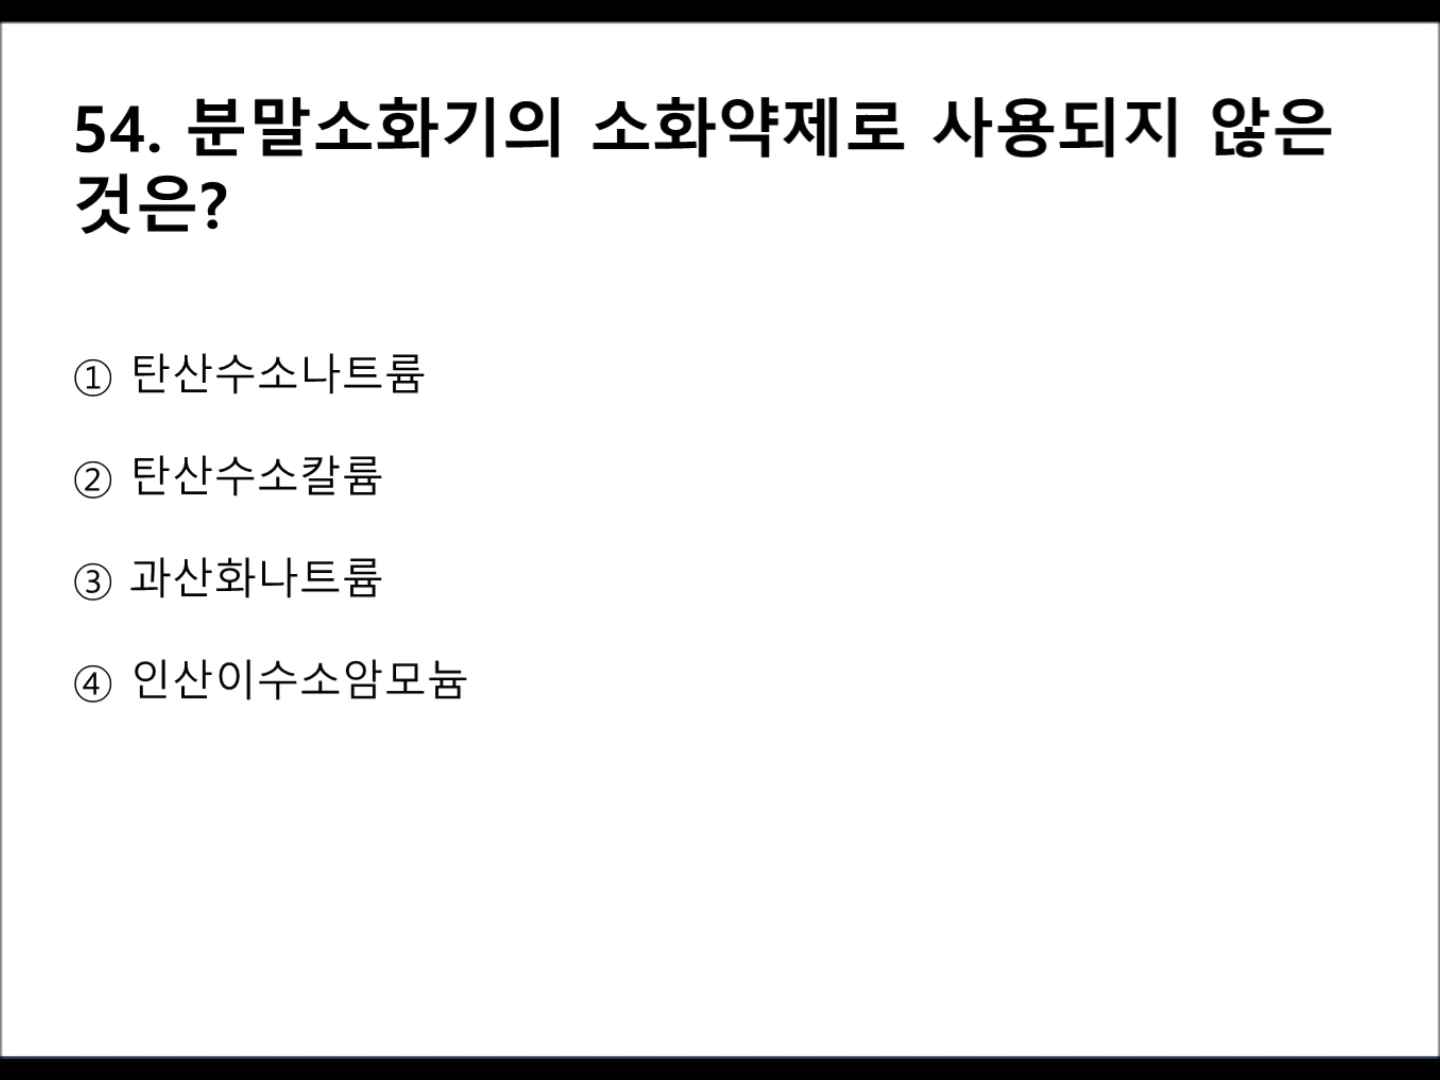 54. 분말소화기의 소화약제로 사용되지 않은
것은?
① 탄산수소나트륨
② 탄산수소칼륨
③ 과산화나트륨
④ 인산이수소암모늄